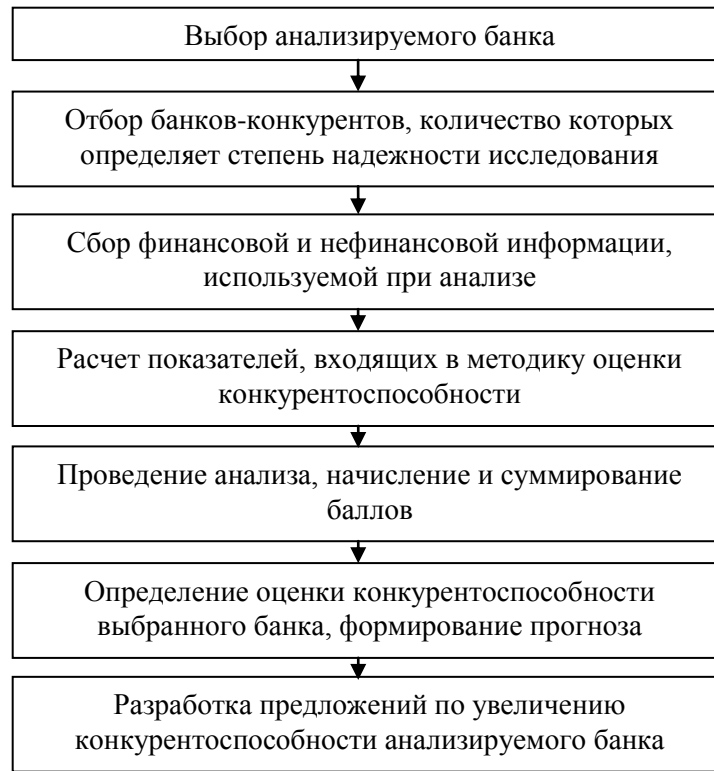 Выбор анализируемого банка
Отбор банков-конкурентов, количество которых
определяет степень надежности исследования
Сбор финансовой и нефинансовой информации,
используемой при анализе
Расчет показателей, входящих в методику оценки
конкурентоспособности
Проведение анализа, начисление и суммирование
баллов
Определение оценки конкурентоспособности
выбранного банка, формирование прогноза
Разработка предложений по увеличению
конкурентоспособности анализируемого банка